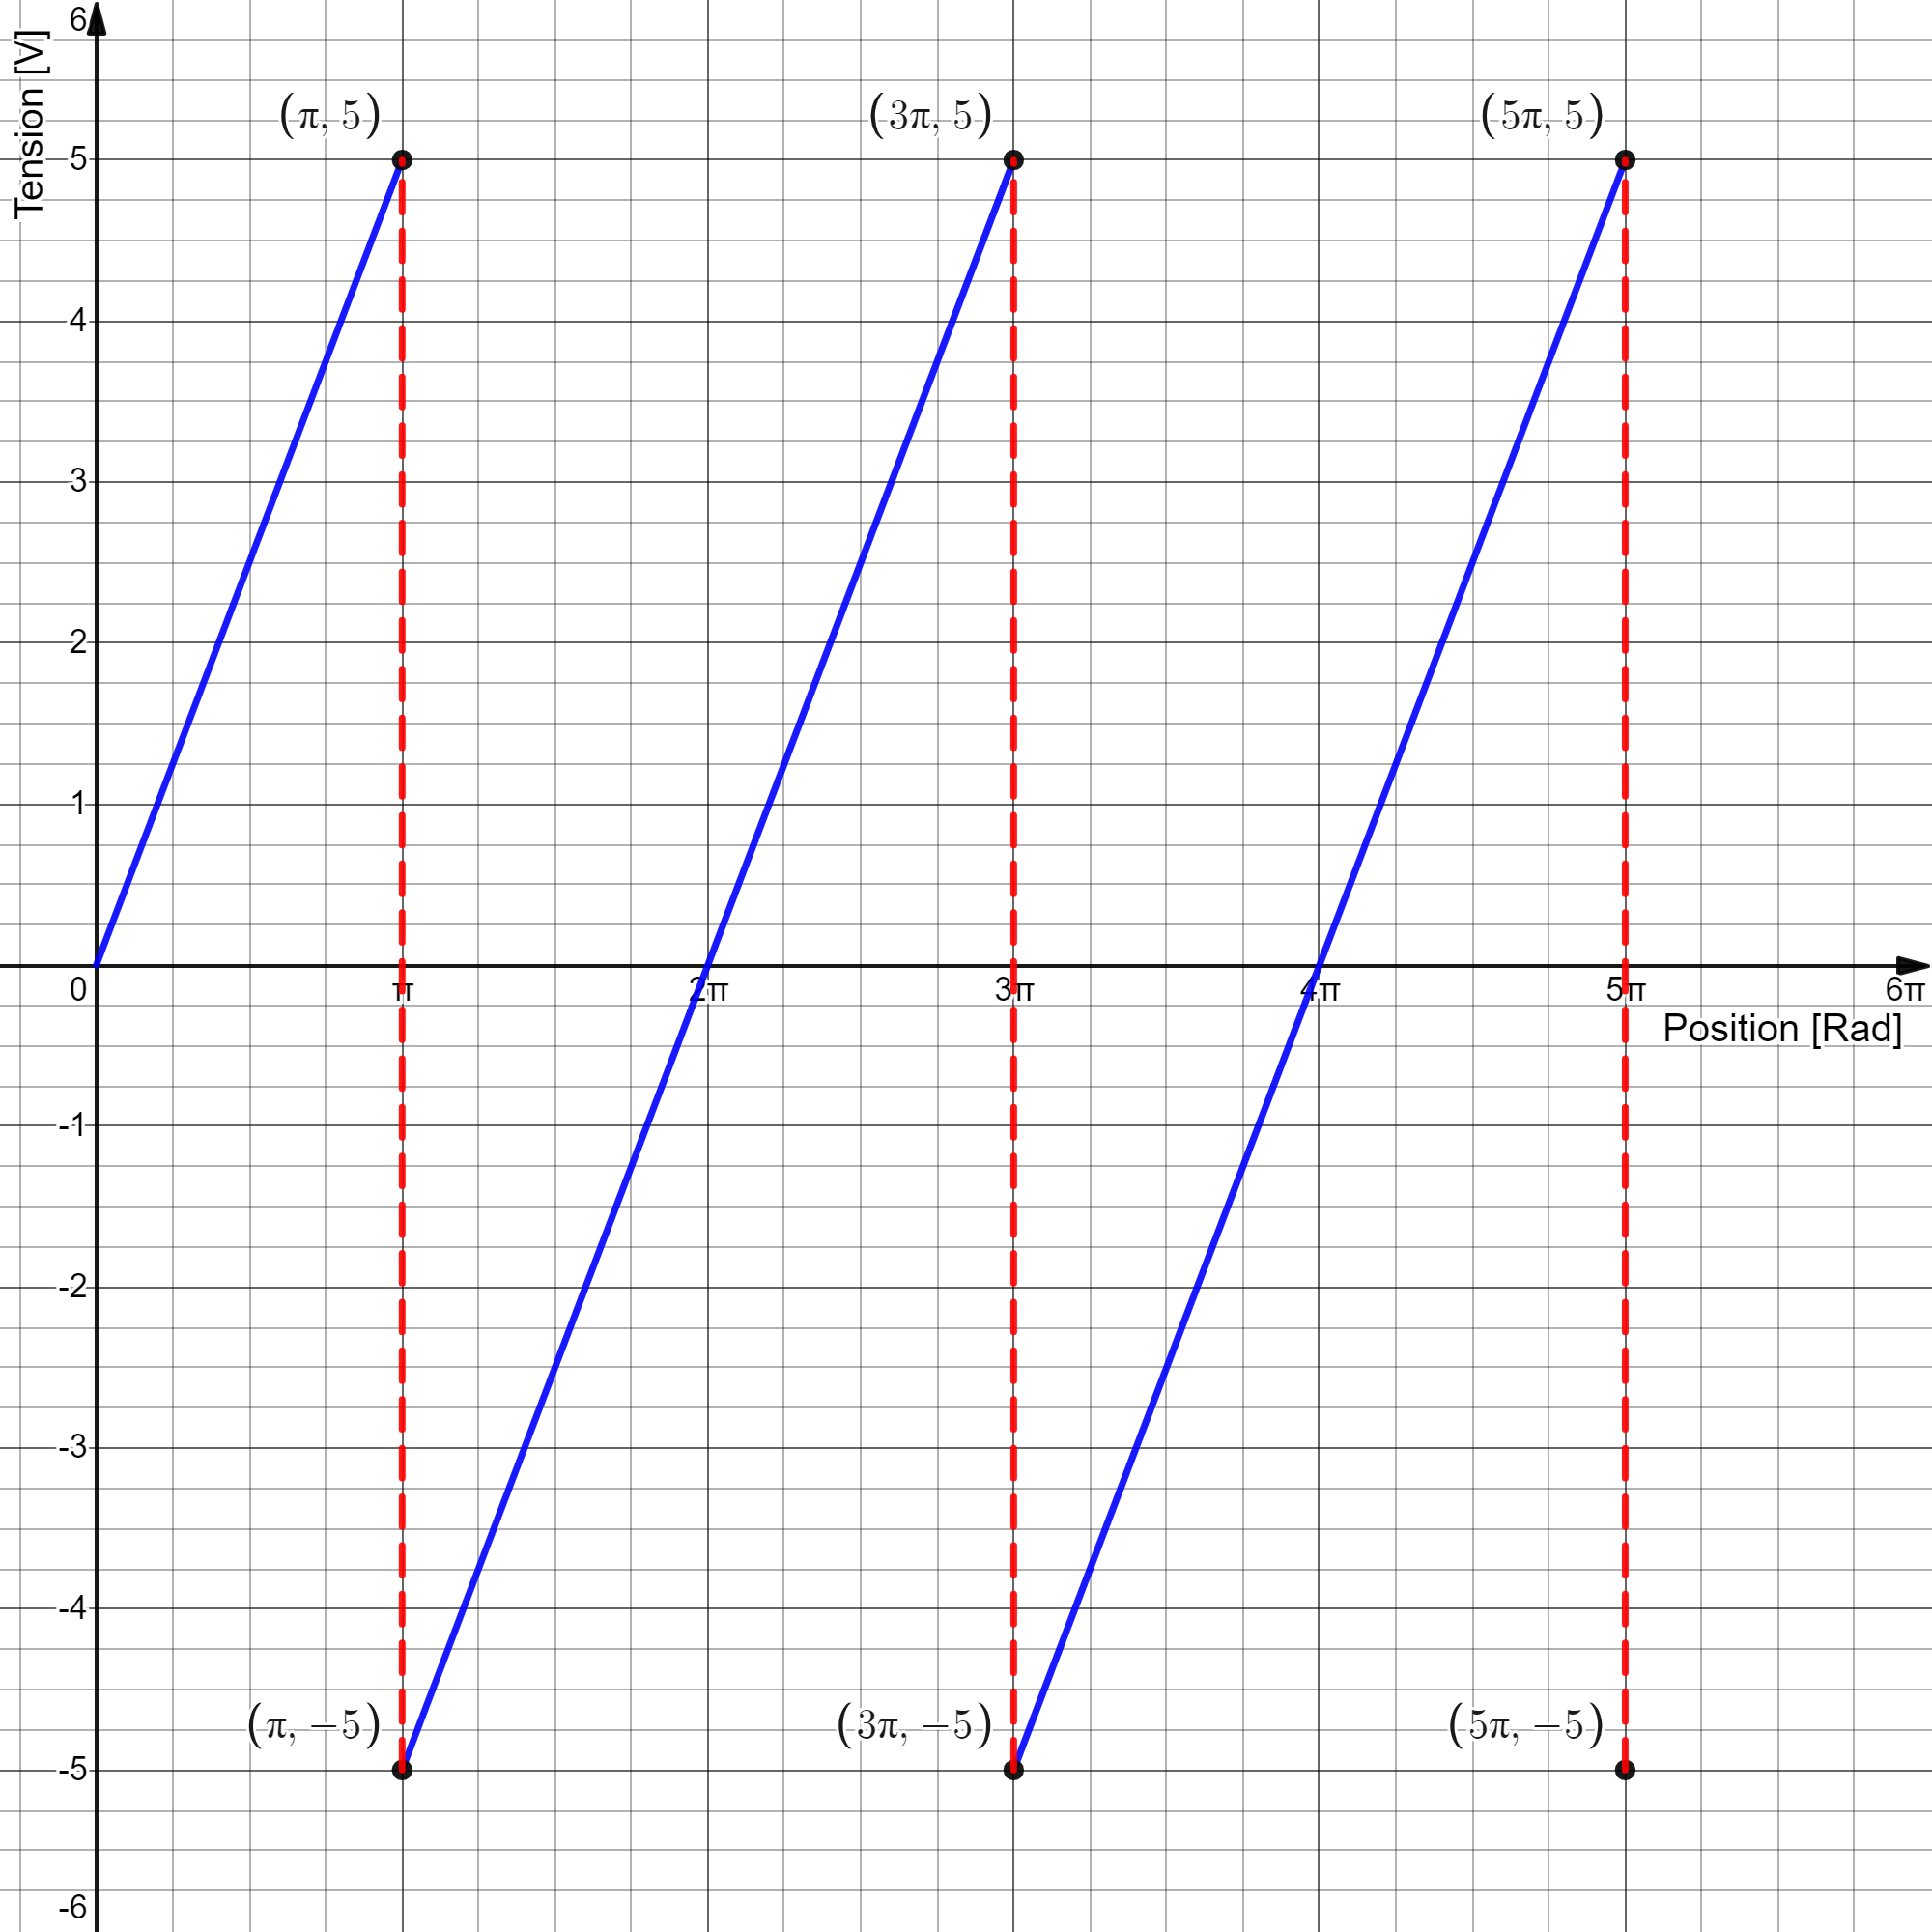 6
Tension [V]
(π, 5)
(3π, 5)
(5π, 5)
5
4
3
2
1
0
π
2π
3π
4π
5π
6π
Position [Rad]
-1
-2
-3
-4
(π, −5)
(3π, −5)
(5π, −5)
-5
-6